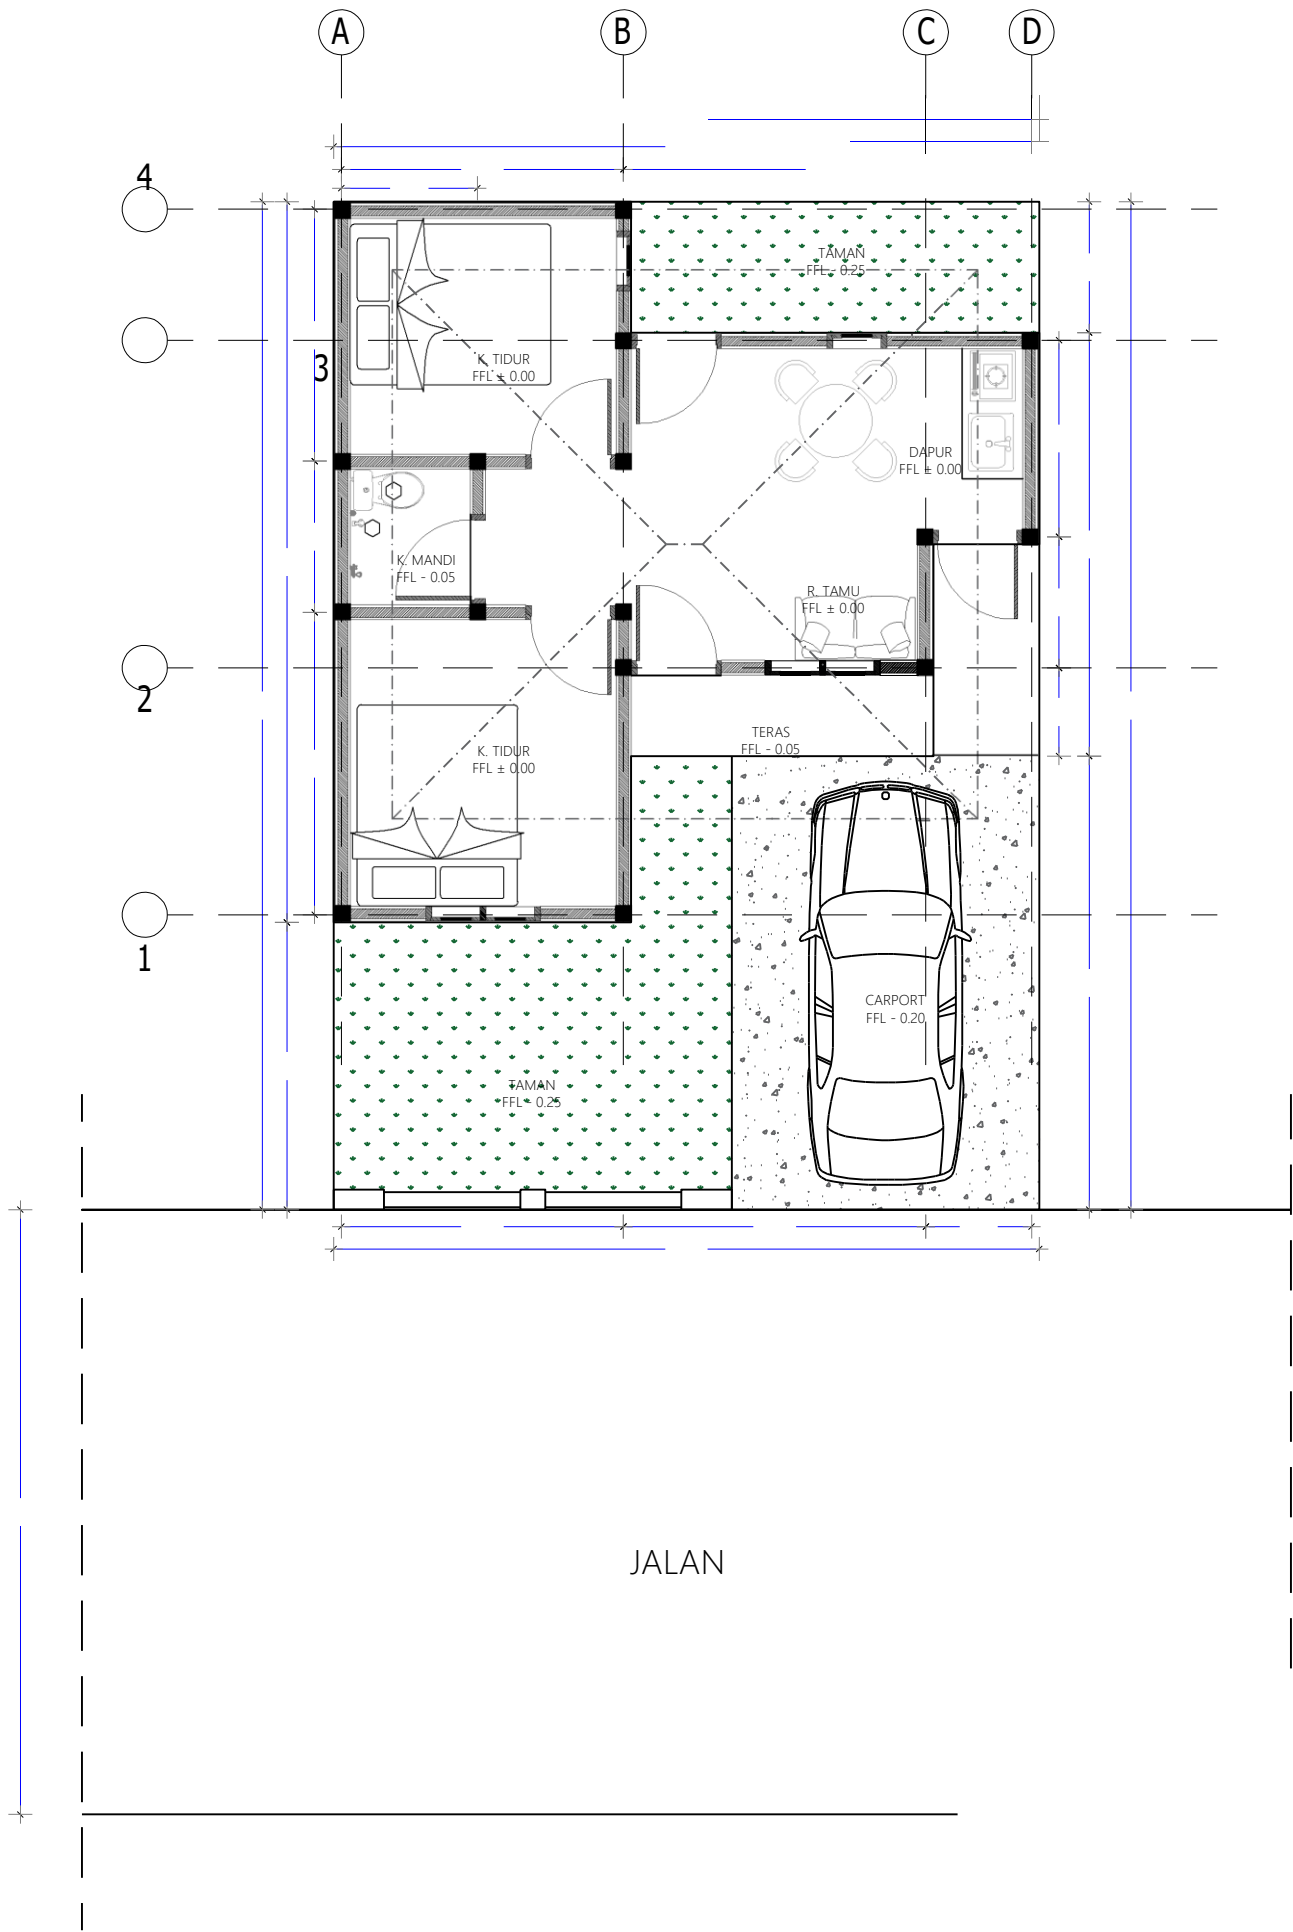 A
B
C
D
4
TAMAN
FFL - 0.25
K. TIDUR
FFL ± 0.00
3
DAPUR
FFL ± 0.00
K. MANDI
FFL - 0.05
R. TAMU
FFL ± 0.00
2
TERAS
FFL - 0.05
K. TIDUR
FFL ± 0.00
1
CARPORT
FFL - 0.20
TAMAN
FFL - 0.25
JALAN